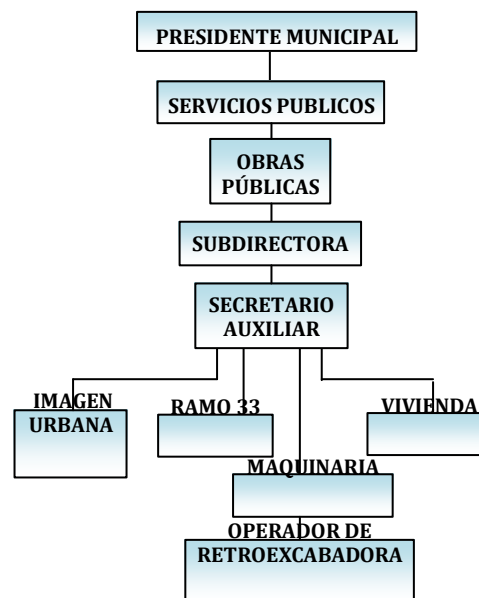 PRESIDENTE MUNICIPAL
SERVICIOS PUBLICOS
OBRAS
PÚBLICAS
SUBDIRECTORA
SECRETARIO
AUXILIAR
IMAGEN
URBANA
RAMO 33
VIVIENDA
MAQUINARIA
OPERADOR DE
RETROEXCABADORA